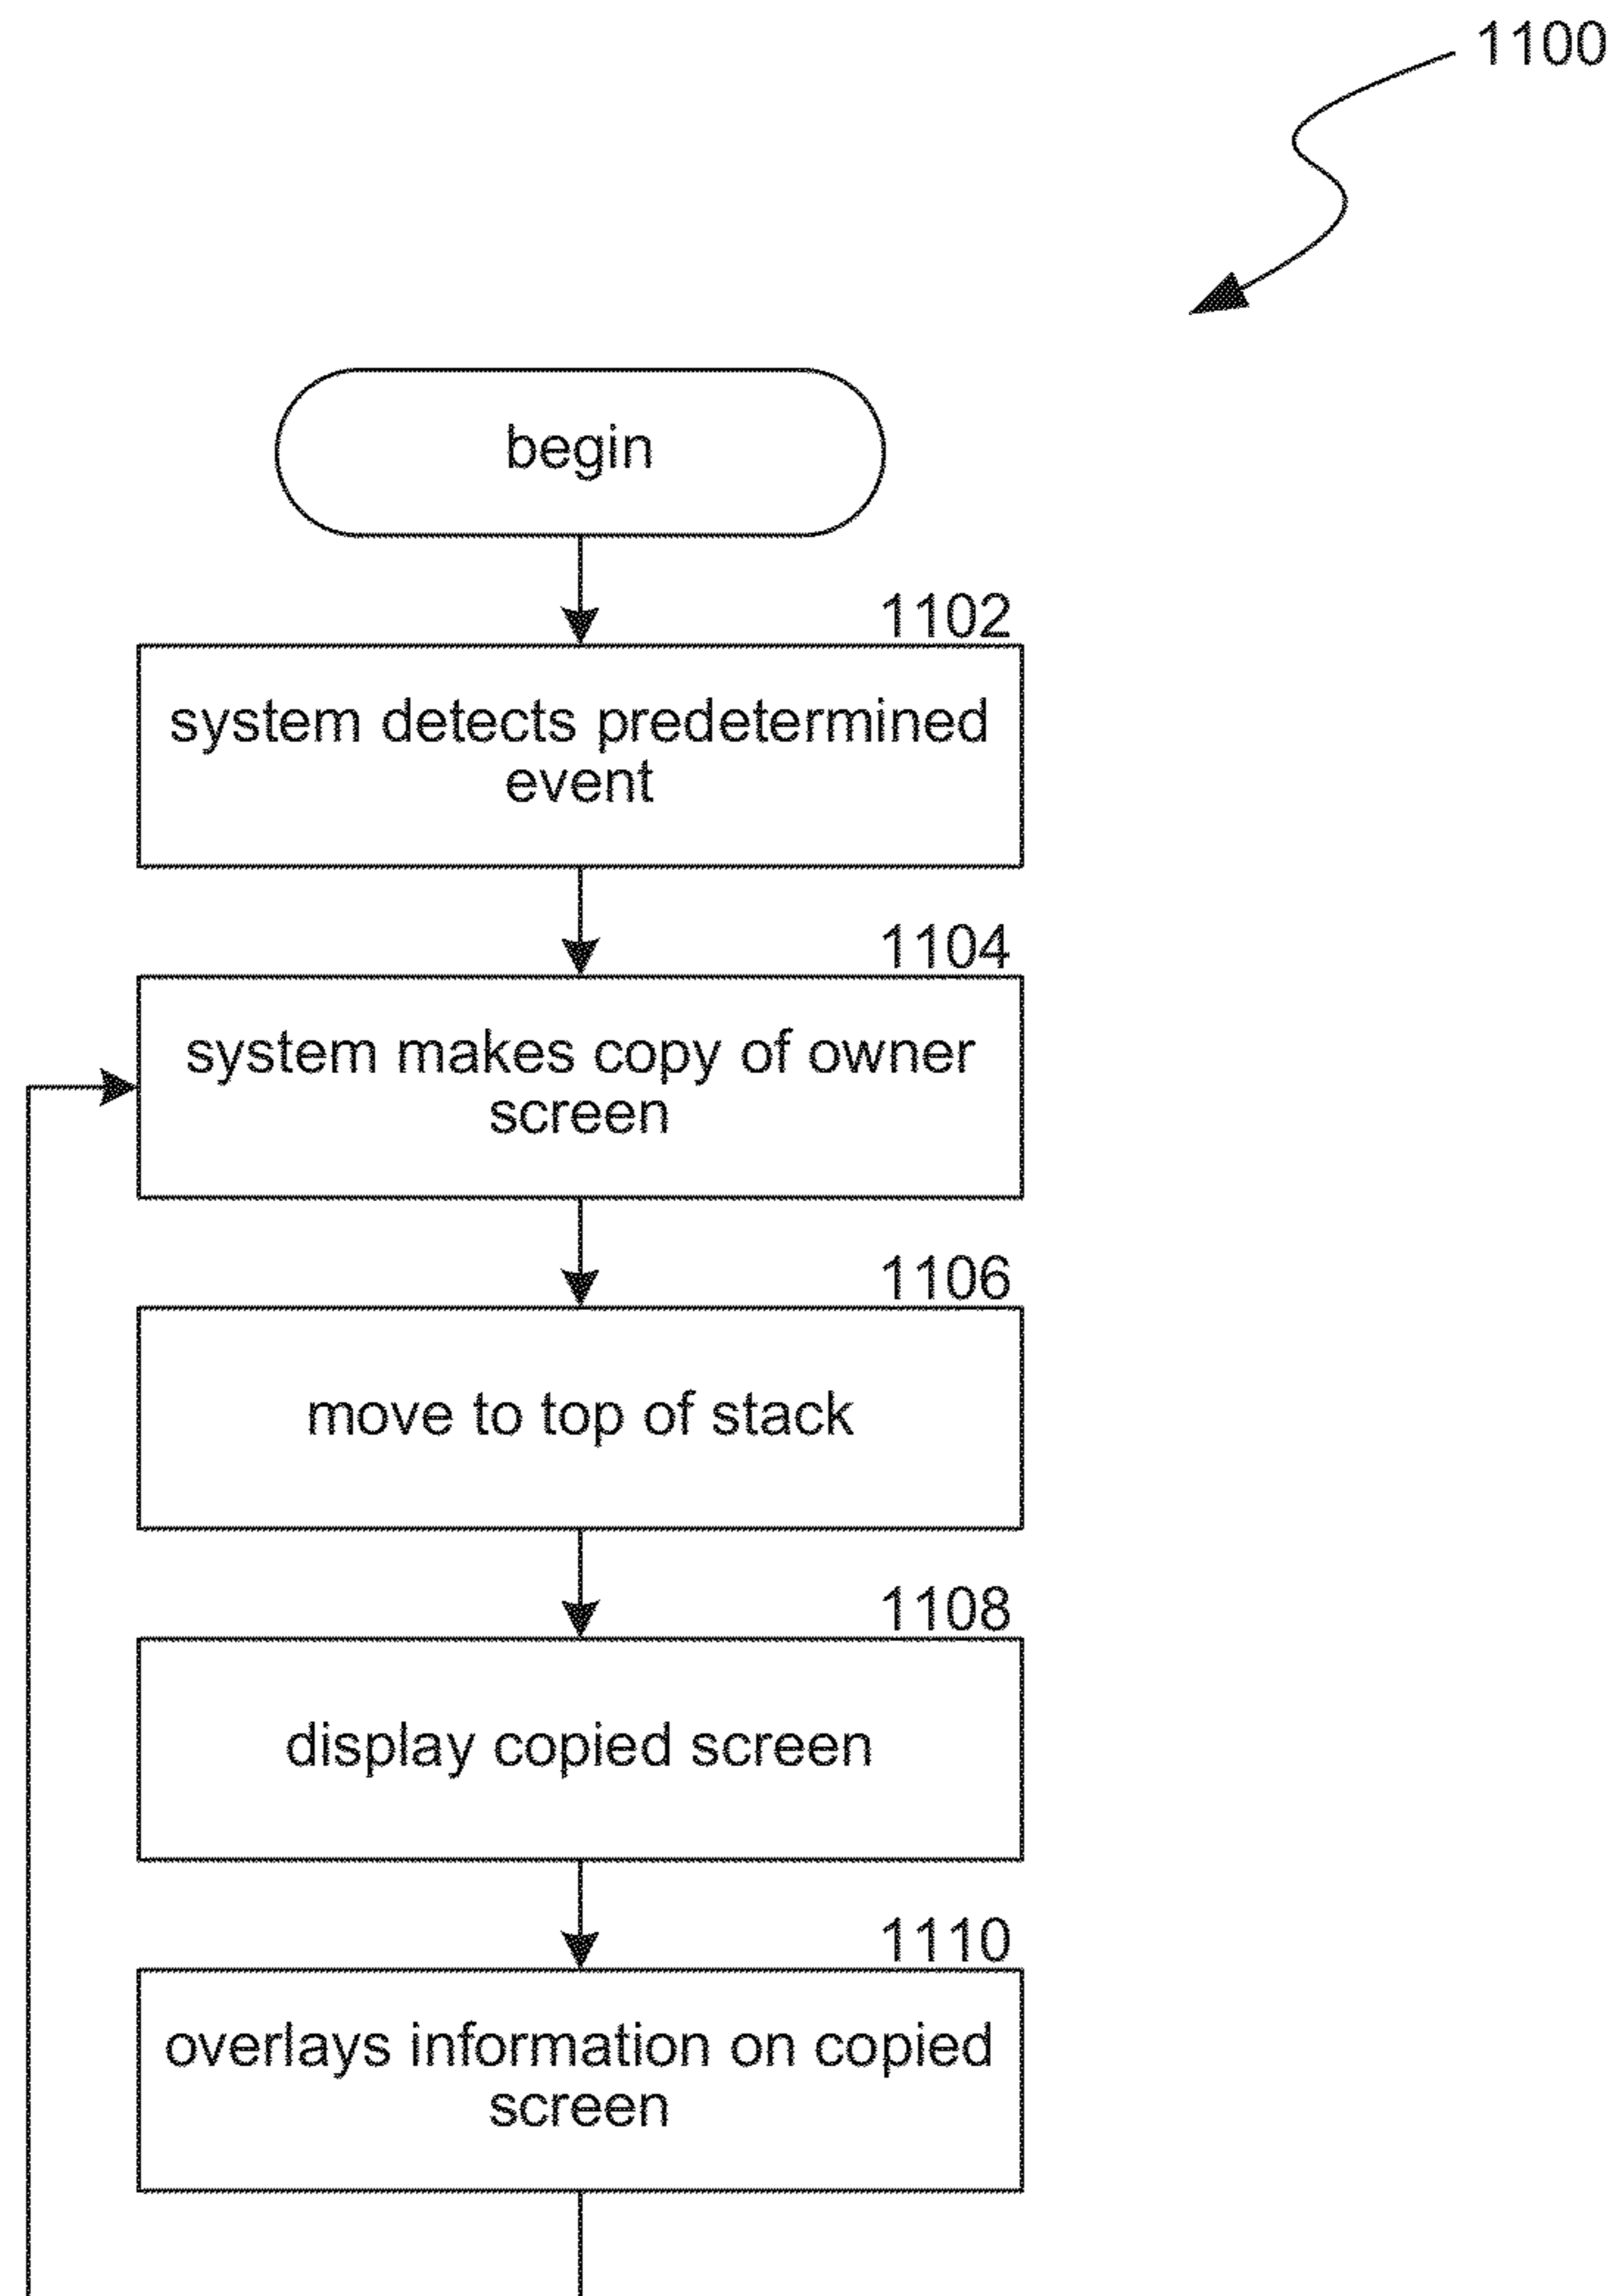 1100
begin
1102
system detects predetermined
event
1104
system makes copy of owner
screen
1106
move to top of stack
1108
display copied screen
1110
overlays information on copied
screen